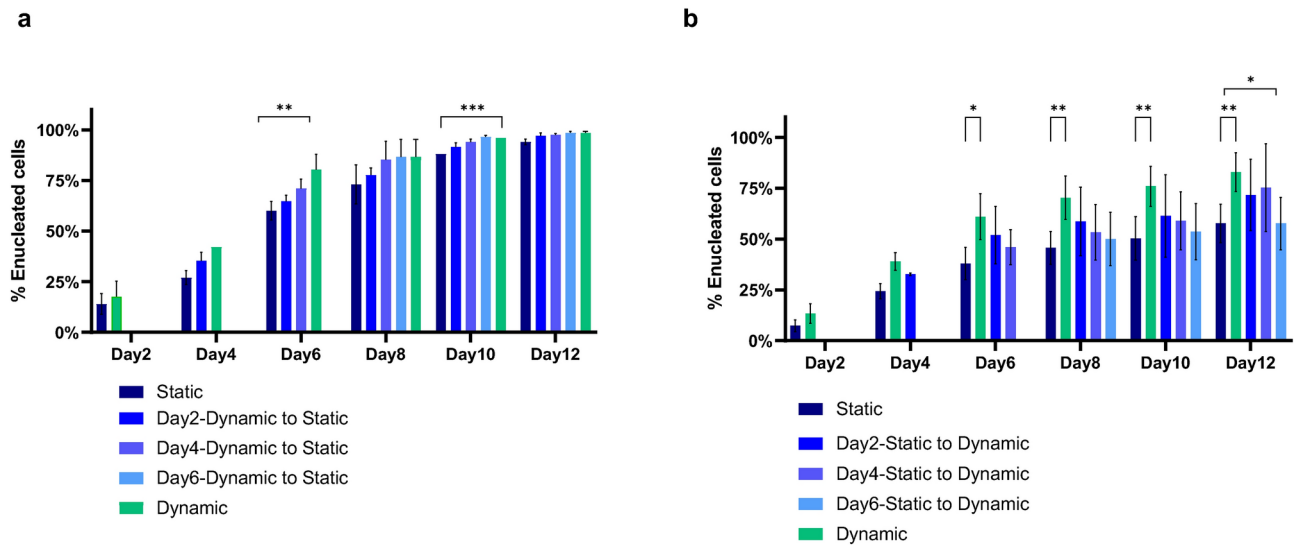 a
% Enucleated cells
100%
75%
50%
25%
0%
**
***
Day2 Day4 Day6 Day8 Day10 Day12
Static
Day2-Dynamic to Static
Day4-Dynamic to Static
Day6-Dynamic to Static
Dynamic
b
% Enucleated cells
100%
75%
50%
25%
0%
*
**
**
**
*
Day2 Day4 Day6 Day8 Day10 Day12
Static
Day2-Static to Dynamic
Day4-Static to Dynamic
Day6-Static to Dynamic
Dynamic